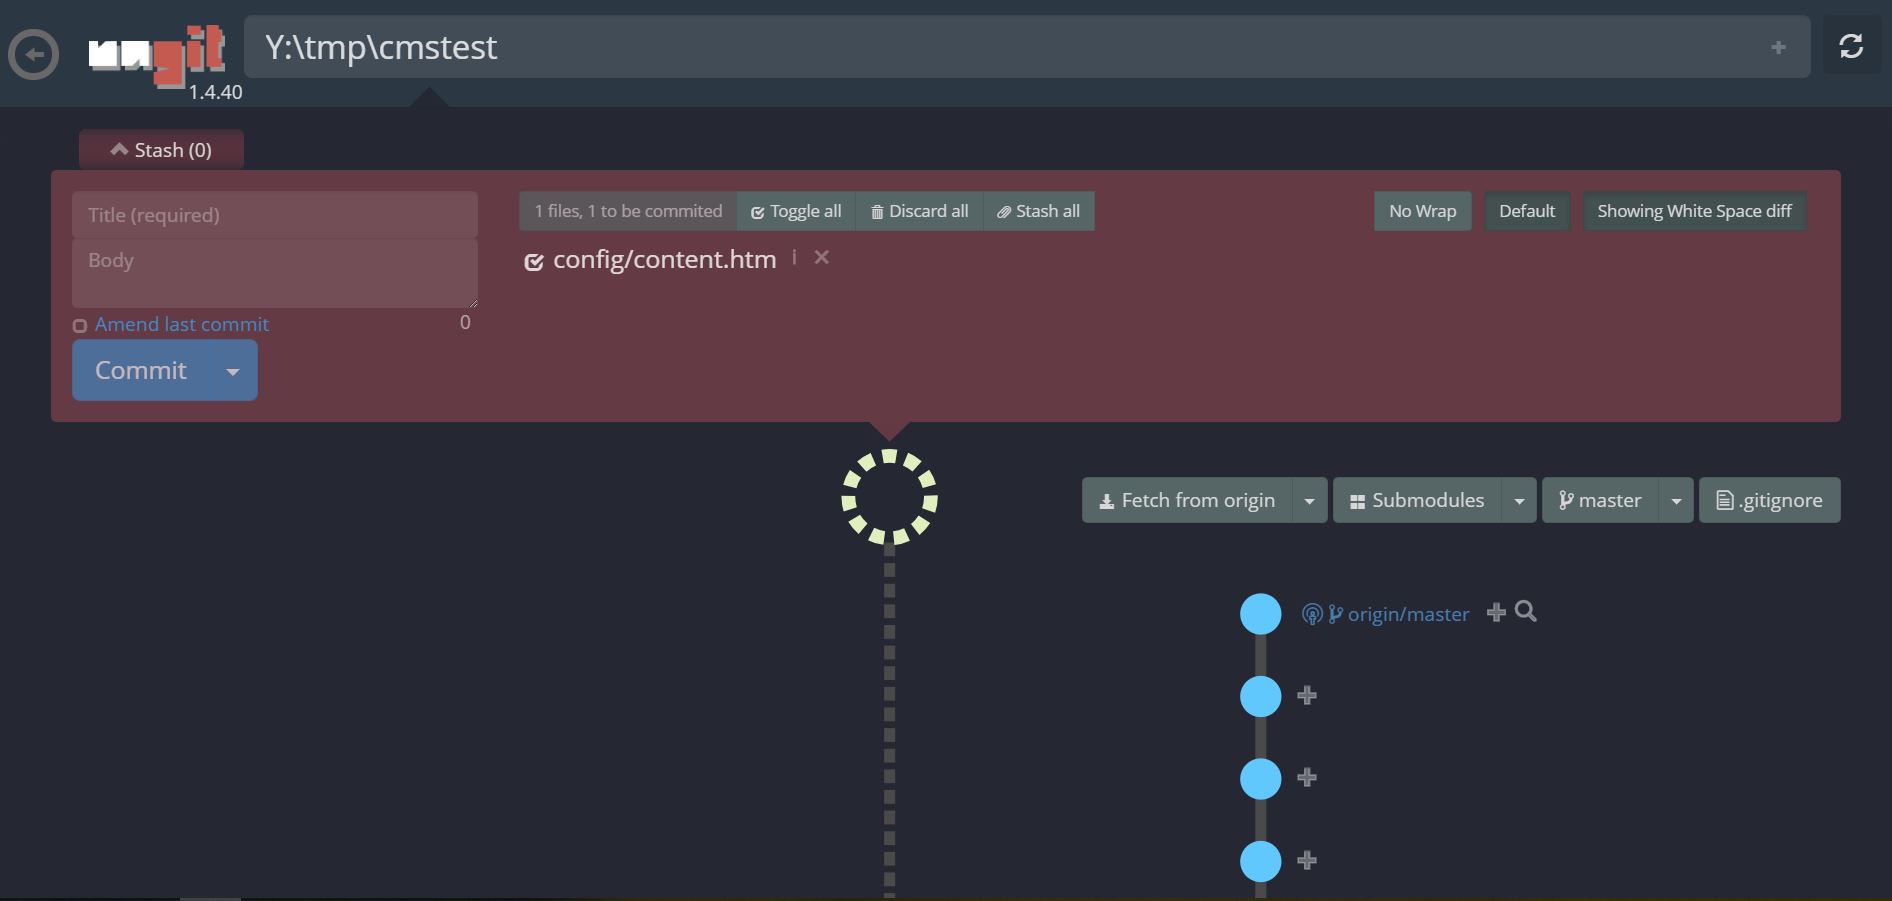 ungit
Y:\tmp\cmstest
1.4.40
Stash (0)
Title (required)
1 files, 1 to be commited Toggle all Discard all Stash all No Wrap Default Showing White Space diff
Body
config/content.htm i
Amend last commit 0
Commit
Fetch from origin Submodules master .gitignore
origin/master